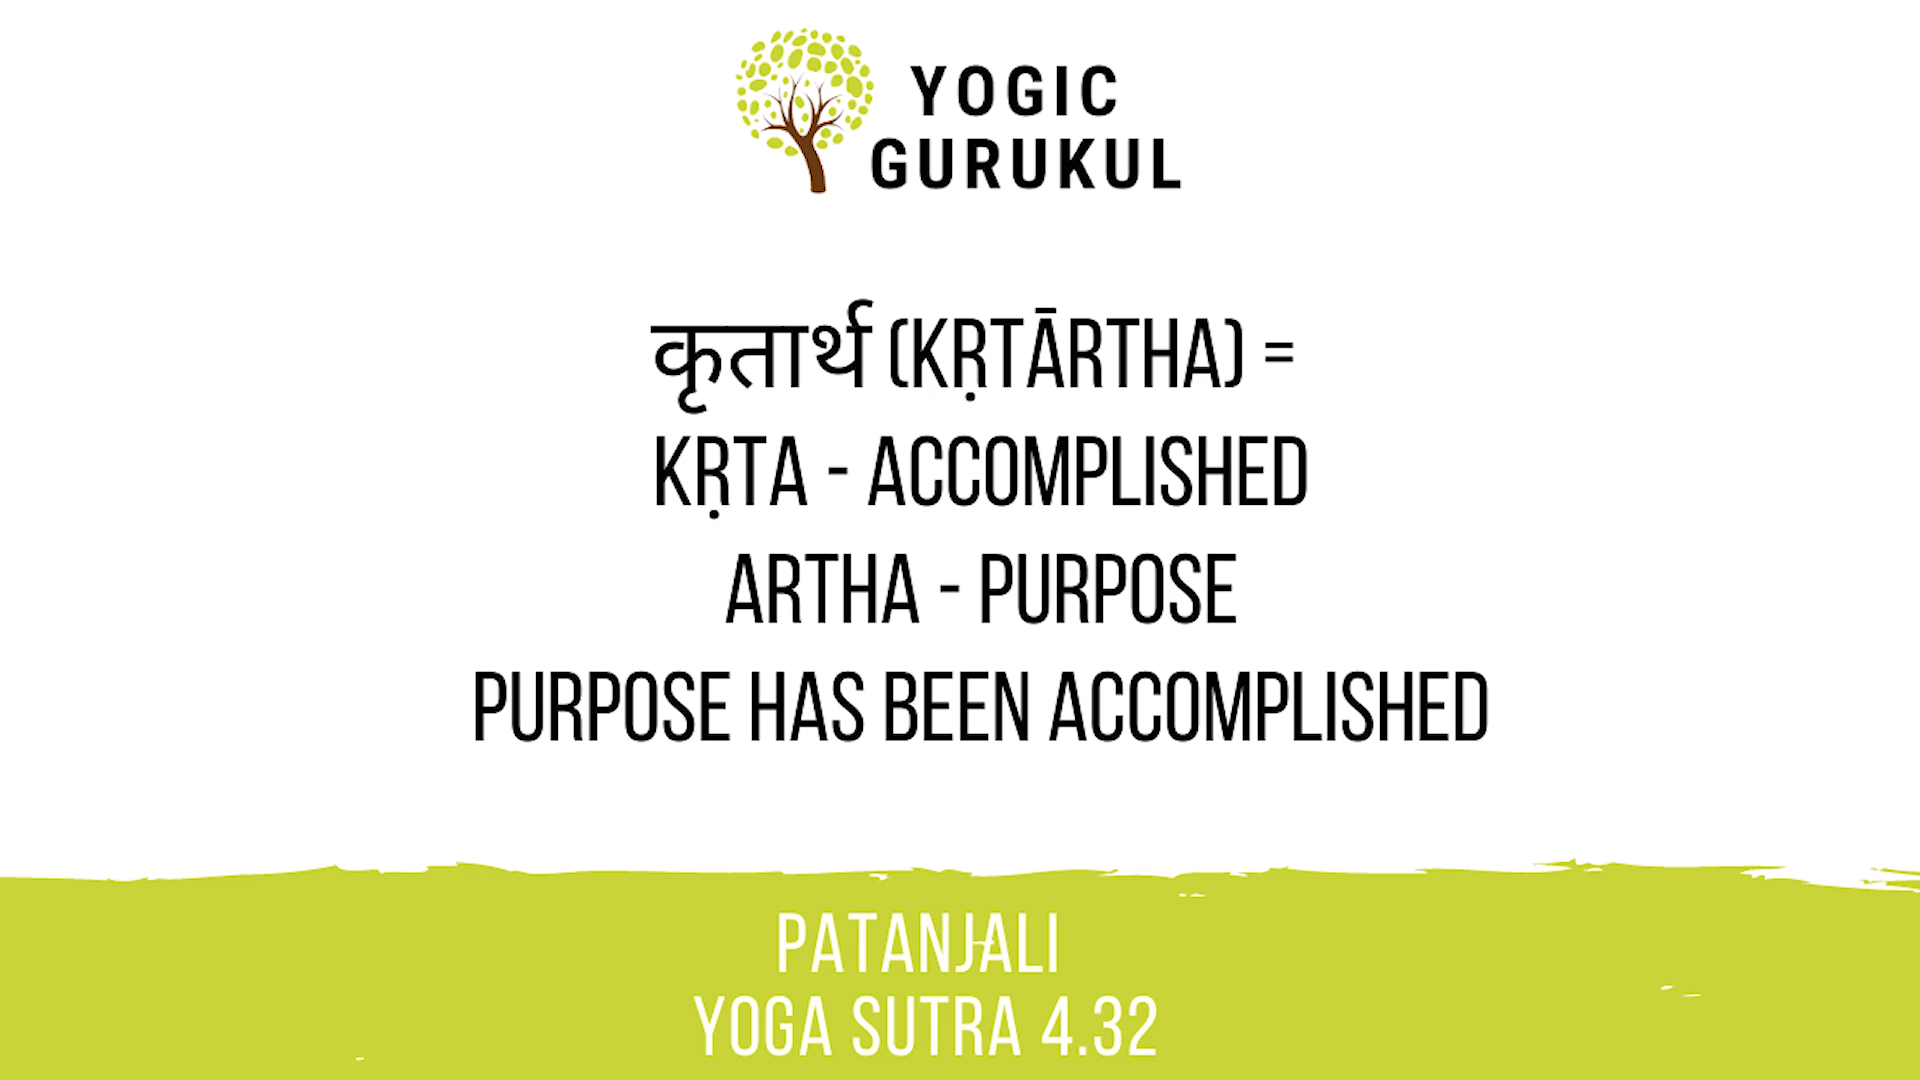 YOGIC
GURUKUL
कृतार्थ (KṚTĀRTHA) =
KṚTA - ACCOMPLISHED
ARTHA - PURPOSE
PURPOSE HAS BEEN ACCOMPLISHED
PATANJALI
YOGA SUTRA 4.32